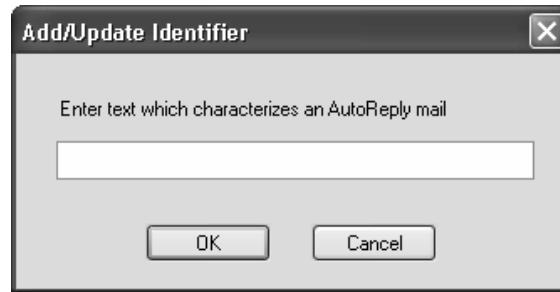 Add/Update Identifier
Enter text which characterizes an AutoReply mail
OK
Cancel